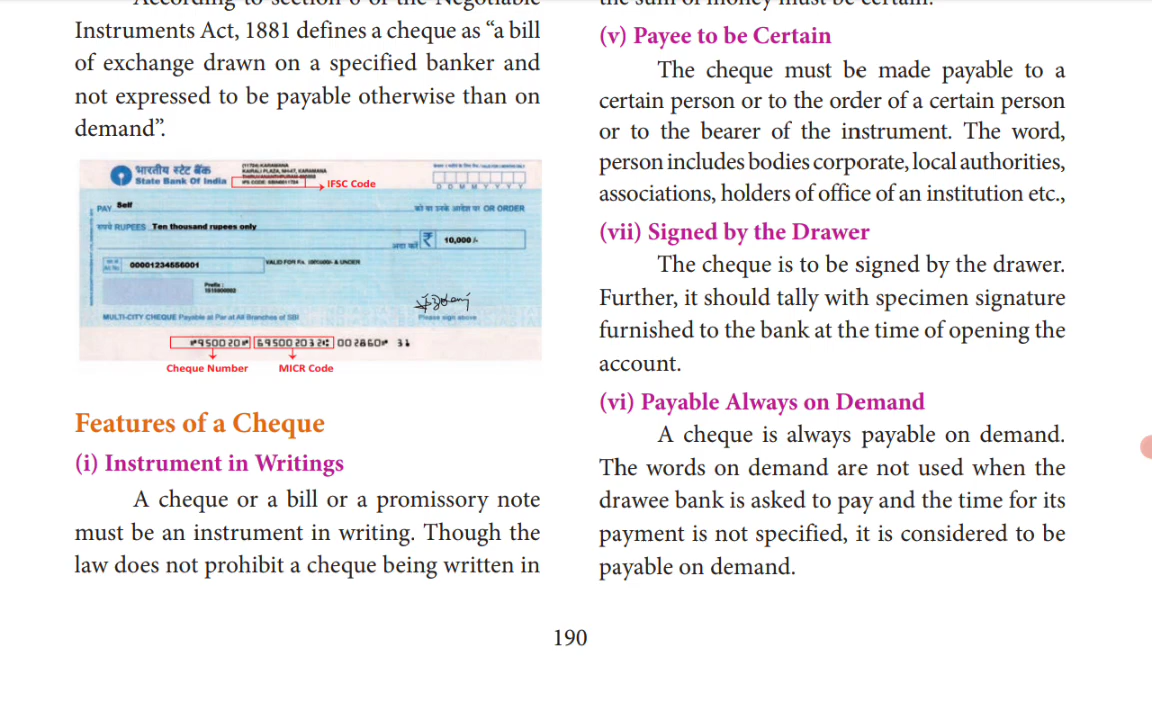 Instruments Act, 1881 defines a cheque as “a bill
of exchange drawn on a specified banker and
not expressed to be payable otherwise than on
demand”.
भारतीय स्टेट बैंक
State Bank Of India
IFSC Code
D D M M Y Y Y Y
PAY Self
OR ORDER
RUPEES Ten thousand rupees only
₹ 10,000/-
00001234556001
VALID FOR Rs.
& UNDER
Prefix :
MULTI-CITY CHEQUE Payable at Par at All Branches of SBI
Please sign above
Cheque Number
MICR Code
Features of a Cheque
(i) Instrument in Writings
A cheque or a bill or a promissory note
must be an instrument in writing. Though the
law does not prohibit a cheque being written in
(v) Payee to be Certain
The cheque must be made payable to a
certain person or to the order of a certain person
or to the bearer of the instrument. The word,
person includes bodies corporate, local authorities,
associations, holders of office of an institution etc.,
(vii) Signed by the Drawer
The cheque is to be signed by the drawer.
Further, it should tally with specimen signature
furnished to the bank at the time of opening the
account.
(vi) Payable Always on Demand
A cheque is always payable on demand.
The words on demand are not used when the
drawee bank is asked to pay and the time for its
payment is not specified, it is considered to be
payable on demand.
190